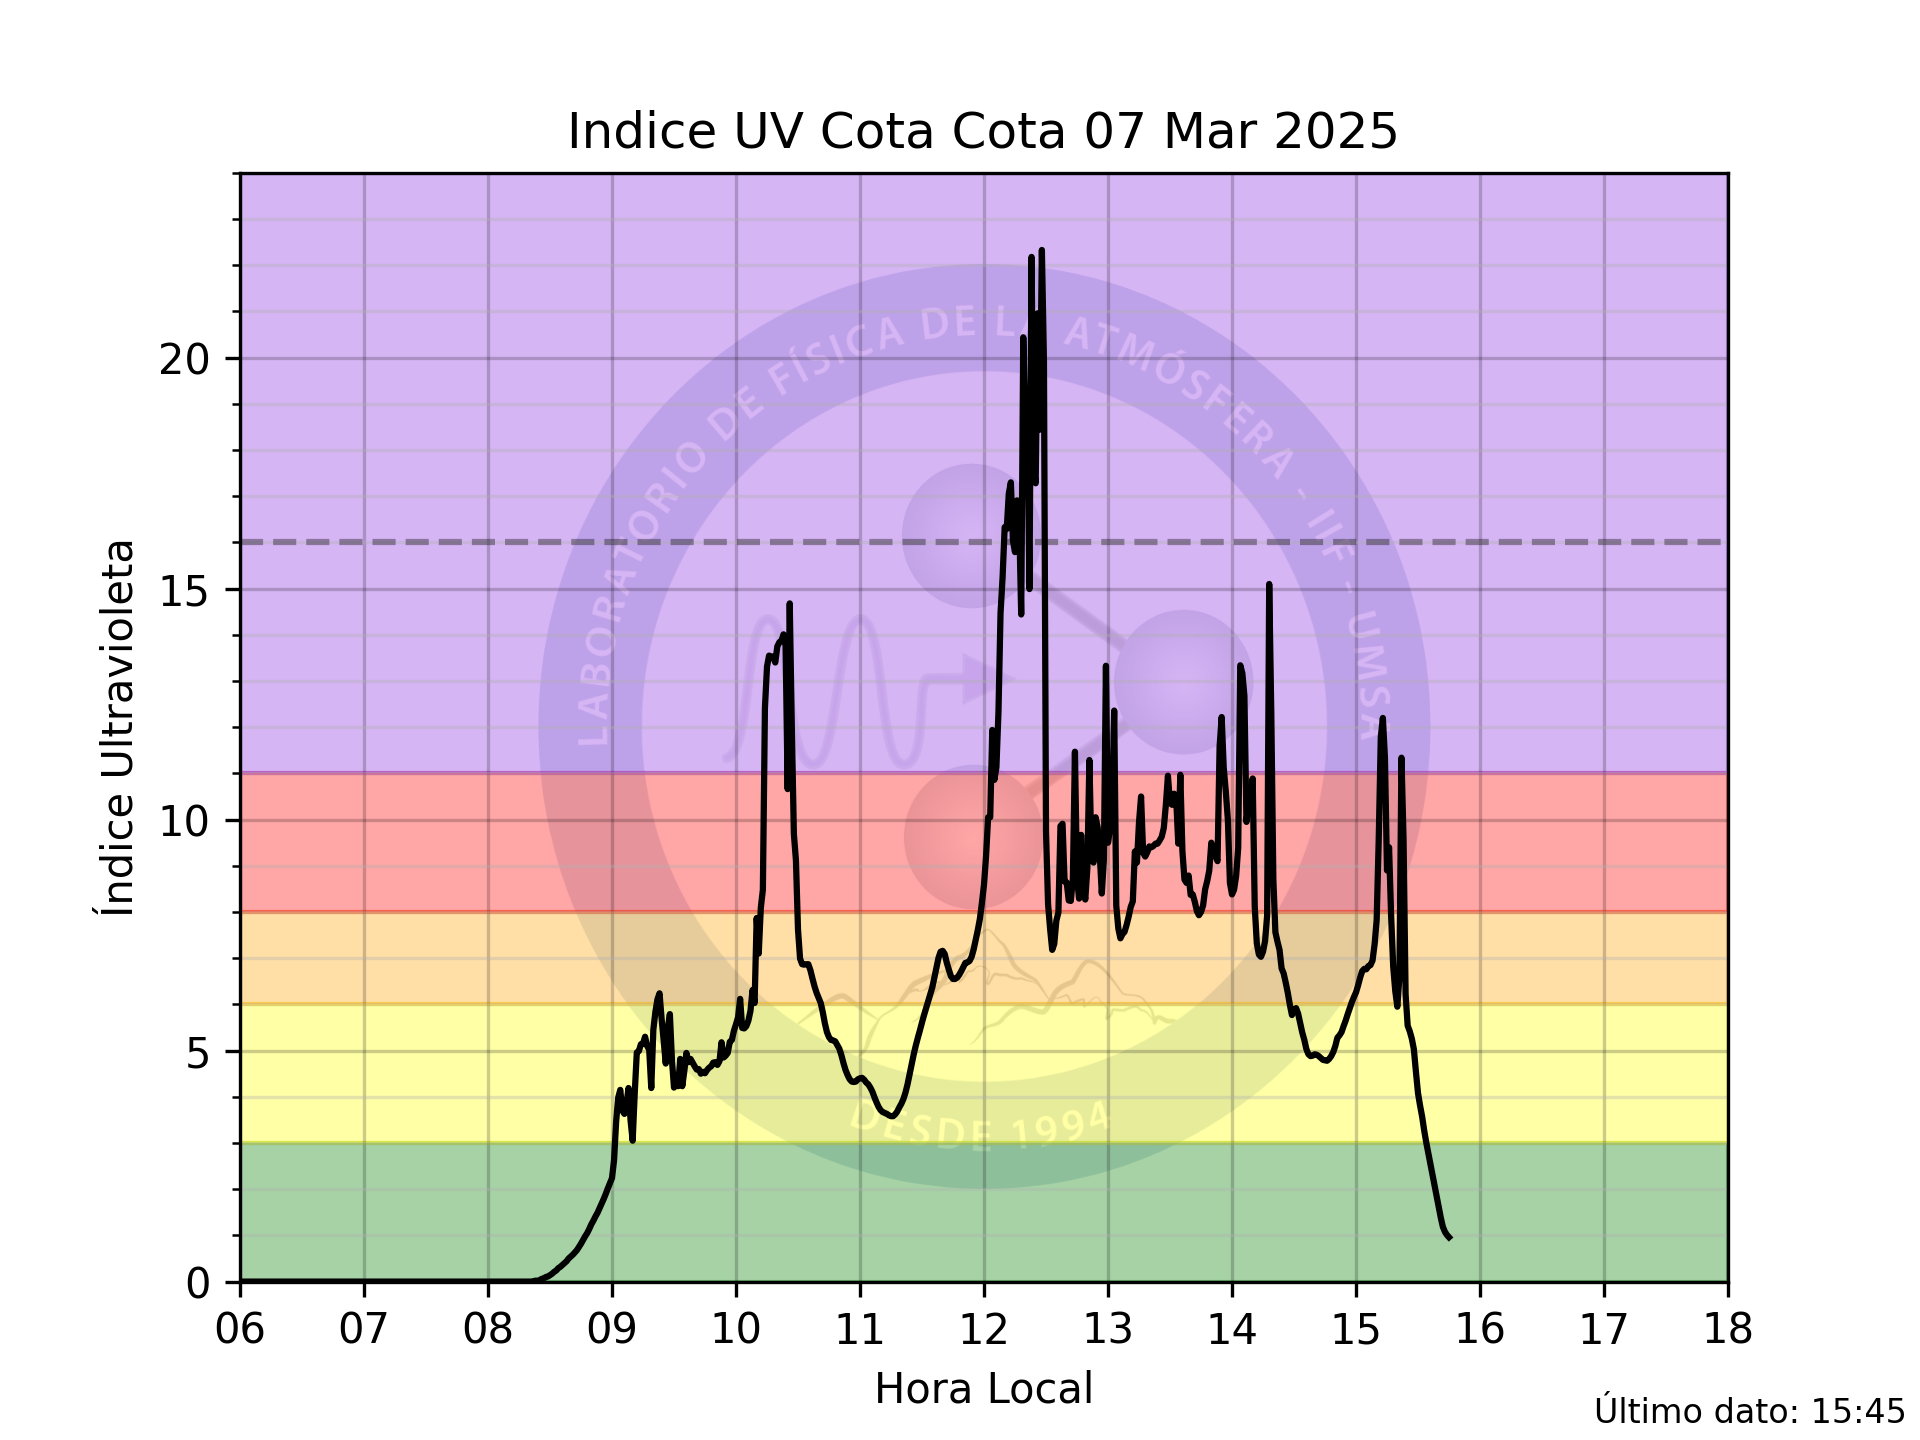 Indice UV Cota Cota 07 Mar 2025
Índice Ultravioleta
20
15
10
5
0
LABORATORIO DE FÍSICA DE LA ATMÓSFERA - IIF - UMSA
DESDE 1994
06 07 08 09 10 11 12 13 14 15 16 17 18
Hora Local
Último dato: 15:45